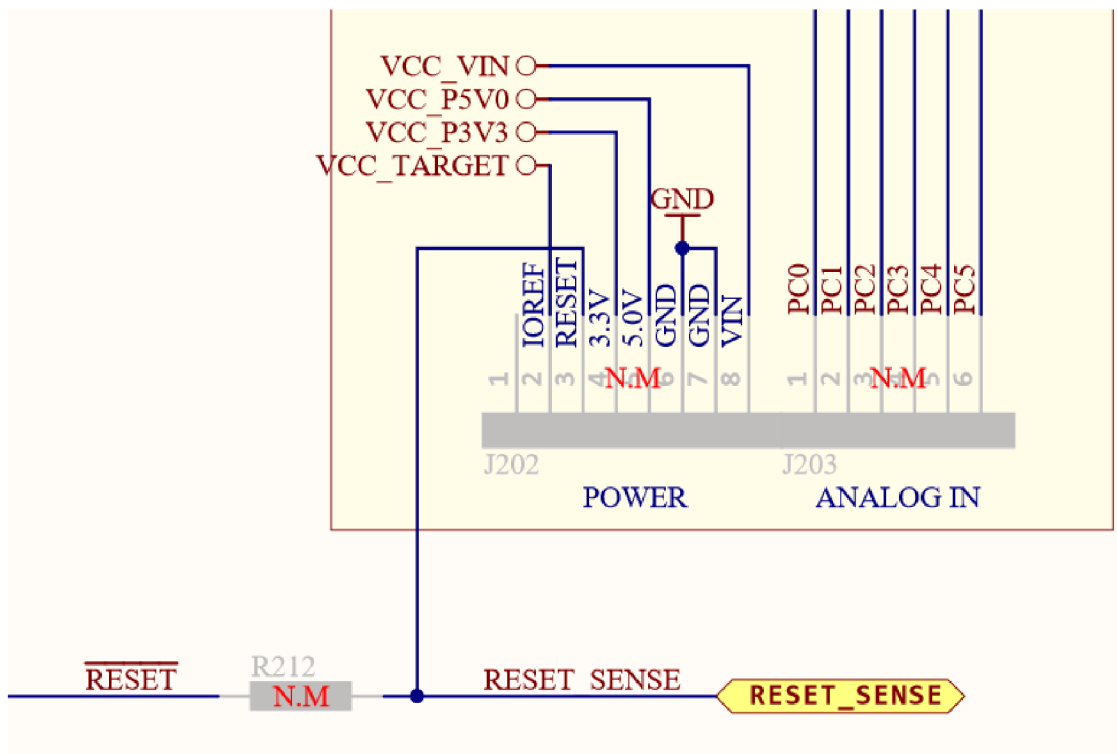 VCC_VIN
VCC_P5V0
VCC_P3V3
VCC_TARGET
GND
IOREF
RESET
3.3V
5.0V
GND
GND
VIN
PC0
PC1
PC2
PC3
PC4
PC5
1 2 3 4 N.M 6 7 8
1 2 3 N.M 5 6
J202
J203
POWER
ANALOG IN
RESET
R212
N.M
RESET_SENSE
RESET_SENSE